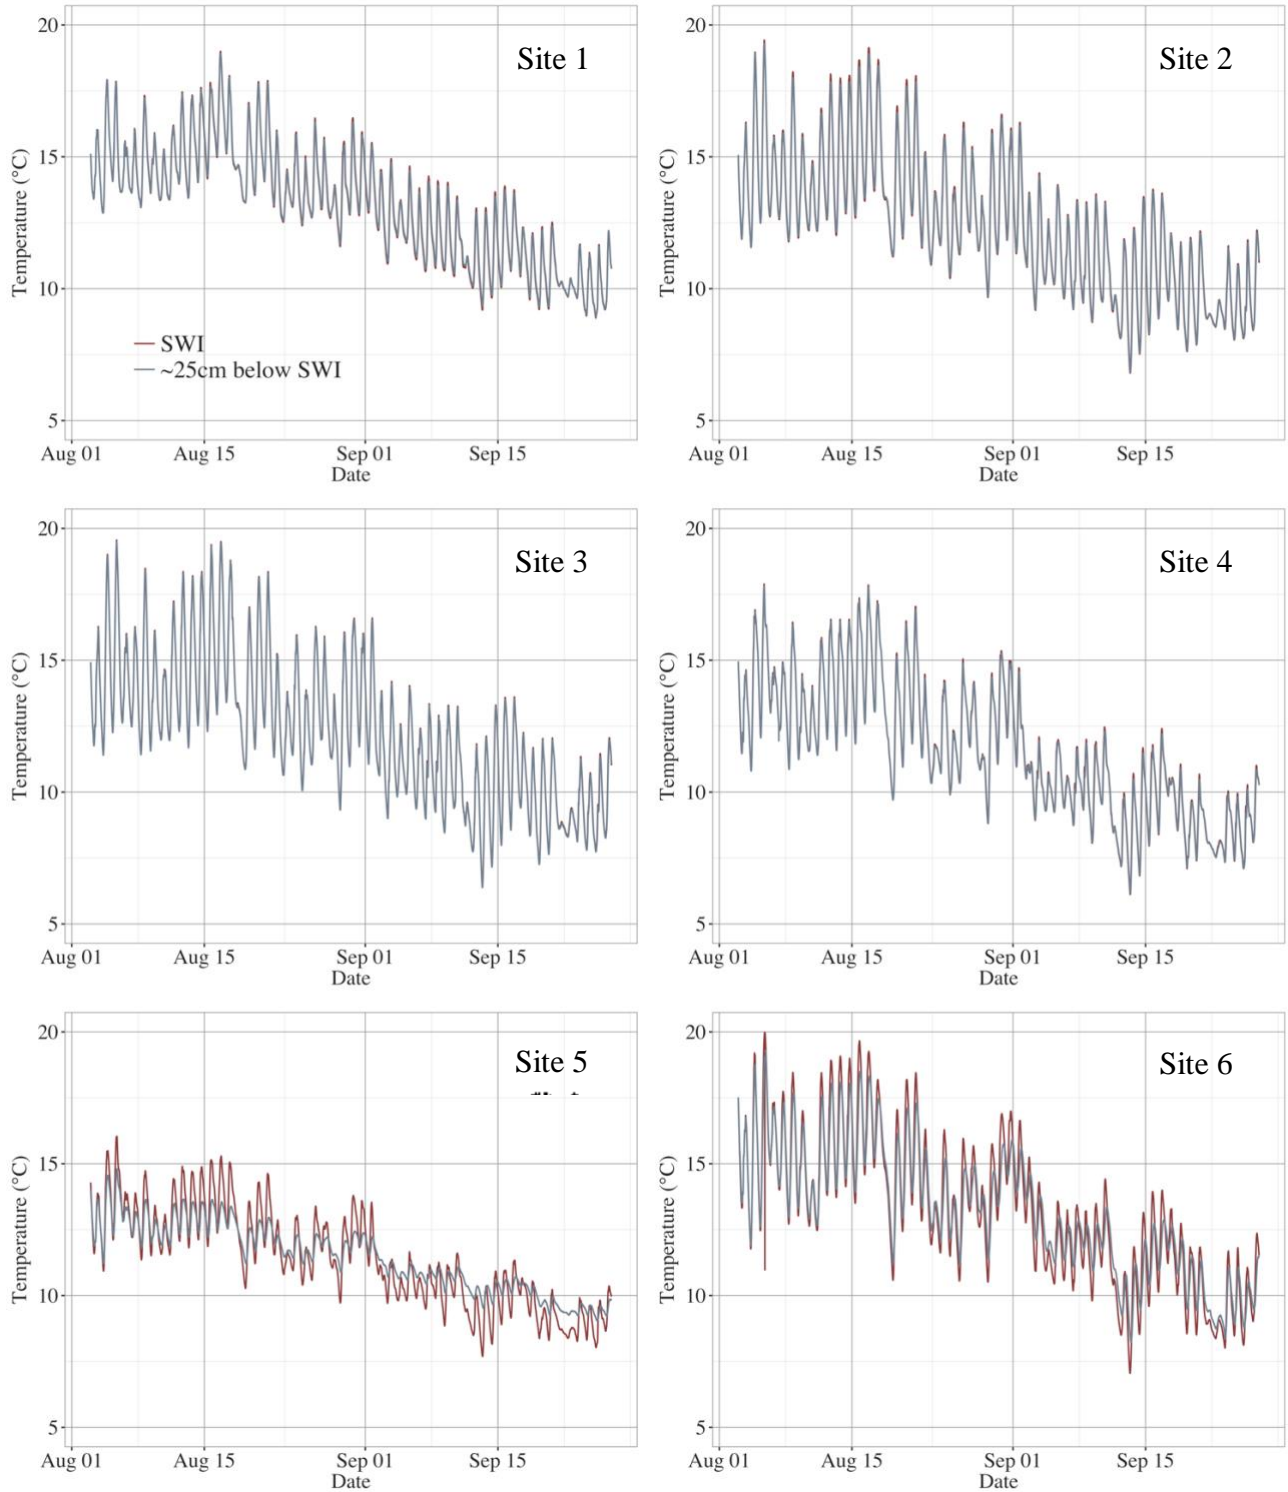 20
Site 1
15
Temperature (°C)
10
SWI
~25cm below SWI
5
Aug 01 Aug 15 Sep 01 Sep 15
Date
20
Site 2
15
Temperature (°C)
10
5
Aug 01 Aug 15 Sep 01 Sep 15
Date
20
Site 3
15
Temperature (°C)
10
5
Aug 01 Aug 15 Sep 01 Sep 15
Date
20
Site 4
15
Temperature (°C)
10
5
Aug 01 Aug 15 Sep 01 Sep 15
Date
20
Site 5
15
Temperature (°C)
10
5
Aug 01 Aug 15 Sep 01 Sep 15
Date
20
Site 6
15
Temperature (°C)
10
5
Aug 01 Aug 15 Sep 01 Sep 15
Date